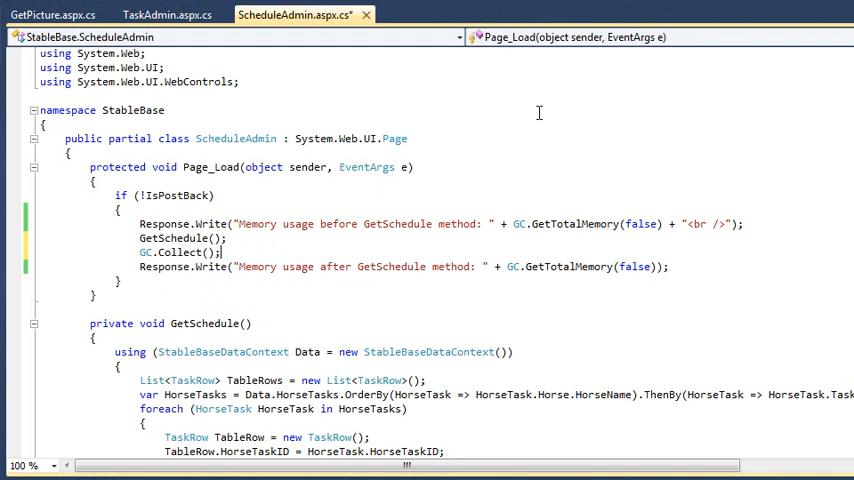 GetPicture.aspx.cs TaskAdmin.aspx.cs ScheduleAdmin.aspx.cs* ×
StableBase.ScheduleAdmin Page_Load(object sender, EventArgs e)
using System.Web;
using System.Web.UI;
using System.Web.UI.WebControls;
namespace StableBase
{
public partial class ScheduleAdmin : System.Web.UI.Page
{
protected void Page_Load(object sender, EventArgs e)
{
if (!IsPostBack)
{
Response.Write("Memory usage before GetSchedule method: " + GC.GetTotalMemory(false) + "<br />");
GetSchedule();
GC.Collect();
Response.Write("Memory usage after GetSchedule method: " + GC.GetTotalMemory(false));
}
}
private void GetSchedule()
{
using (StableBaseDataContext Data = new StableBaseDataContext())
{
List<TaskRow> TableRows = new List<TaskRow>();
var HorseTasks = Data.HorseTasks.OrderBy(HorseTask => HorseTask.Horse.HorseName).ThenBy(HorseTask => HorseTask.Task
foreach (HorseTask HorseTask in HorseTasks)
{
TaskRow TableRow = new TaskRow();
TableRow.HorseTaskID = HorseTask.HorseTaskID;
100 %